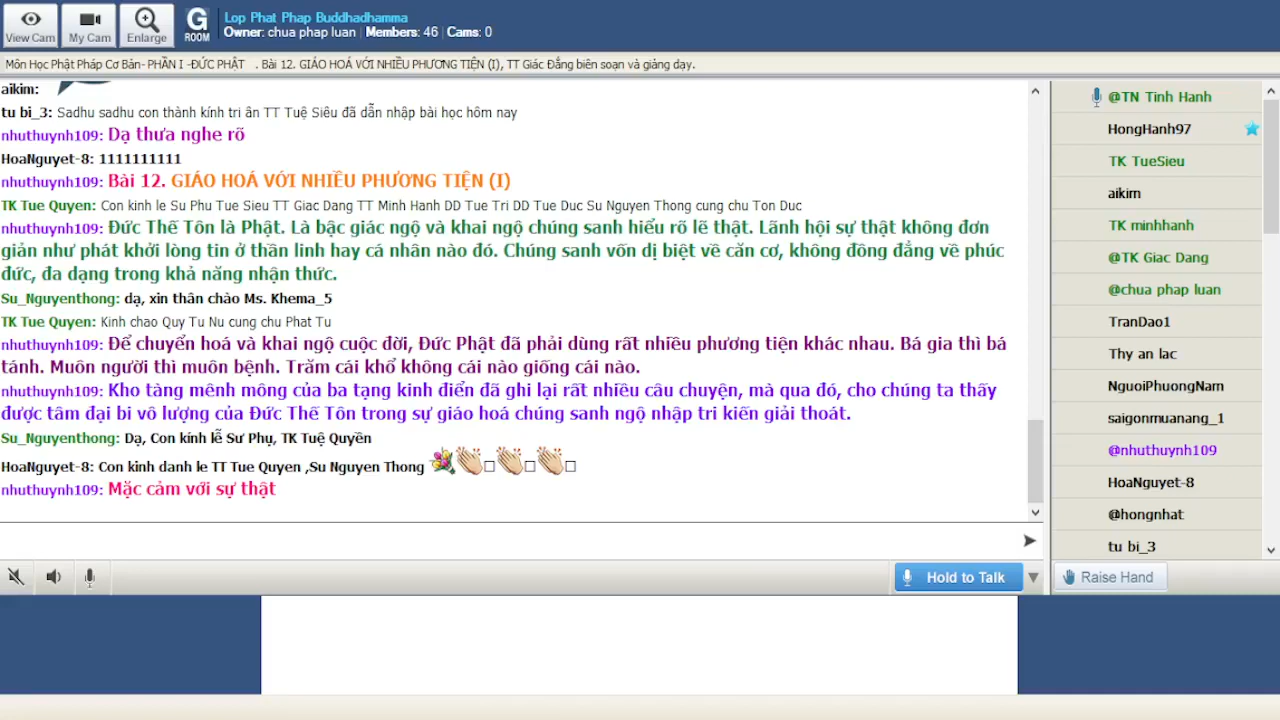 View Cam
My Cam
Enlarge
G
ROOM
Lop Phat Phap Buddhadhamma
Owner: chua phap luan | Members: 46 | Cams: 0
Môn Học Phật Pháp Cơ Bản- PHẦN I -ĐỨC PHẬT . Bài 12. GIÁO HOÁ VỚI NHIỀU PHƯƠNG TIỆN (I), TT Giác Đẳng biên soạn và giảng dạy.
aikim:
tu bi_3: Sadhu sadhu con thành kính tri ân TT Tuệ Siêu đã dẫn nhập bài học hôm nay
nhuthuynh109: Dạ thưa nghe rõ
HoaNguyet-8: 1111111111
nhuthuynh109: Bài 12. GIÁO HOÁ VỚI NHIỀU PHƯƠNG TIỆN (I)
TK Tue Quyen: Con kinh le Su Phu Tue Sieu TT Giac Dang TT Minh Hanh DD Tue Tri DD Tue Duc Su Nguyen Thong cung chu Ton Duc
nhuthuynh109: Đức Thế Tôn là Phật. Là bậc giác ngộ và khai ngộ chúng sanh hiểu rõ lẽ thật. Lãnh hội sự thật không đơn
giản như phát khởi lòng tin ở thần linh hay cá nhân nào đó. Chúng sanh vốn dị biệt về căn cơ, không đồng đẳng về phúc
đức, đa dạng trong khả năng nhận thức.
Su_Nguyenthong: dạ, xin thân chào Ms. Khema_5
TK Tue Quyen: Kinh chao Quy Tu Nu cung chu Phat Tu
nhuthuynh109: Để chuyển hoá và khai ngộ cuộc đời, Đức Phật đã phải dùng rất nhiều phương tiện khác nhau. Bá gia thì bá
tánh. Muôn người thì muôn bệnh. Trăm cái khổ không cái nào giống cái nào.
nhuthuynh109: Kho tàng mênh mông của ba tạng kinh điển đã ghi lại rất nhiều câu chuyện, mà qua đó, cho chúng ta thấy
được tâm đại bi vô lượng của Đức Thế Tôn trong sự giáo hoá chúng sanh ngộ nhập tri kiến giải thoát.
Su_Nguyenthong: Dạ, Con kính lễ Sư Phụ, TK Tuệ Quyền
HoaNguyet-8: Con kinh danh le TT Tue Quyen ,Su Nguyen Thong
nhuthuynh109: Mặc cảm với sự thật
Hold to Talk
@TN Tinh Hanh
HongHanh97
TK TueSieu
aikim
TK minhhanh
@TK Giac Dang
@chua phap luan
TranDao1
Thy an lac
NguoiPhuongNam
saigonmuanang_1
@nhuthuynh109
HoaNguyet-8
@hongnhat
tu bi_3
Raise Hand